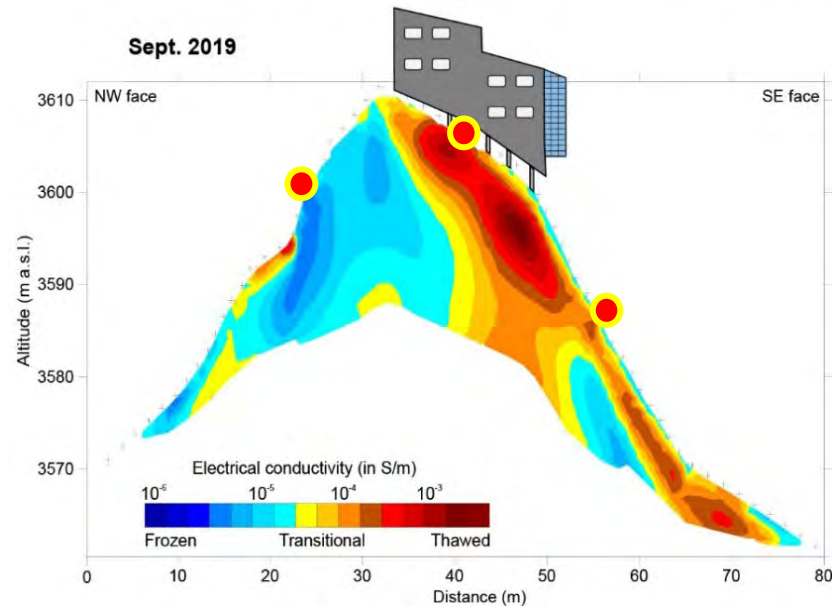 Sept. 2019
NW face
SE face
3610
3600
3590
3580
3570
Altitude (m a.s.l.)
Electrical conductivity (in S/m)
10⁻⁶ 10⁻⁵ 10⁻⁴ 10⁻³
Frozen Transitional Thawed
0 10 20 30 40 50 60 70 80
Distance (m)